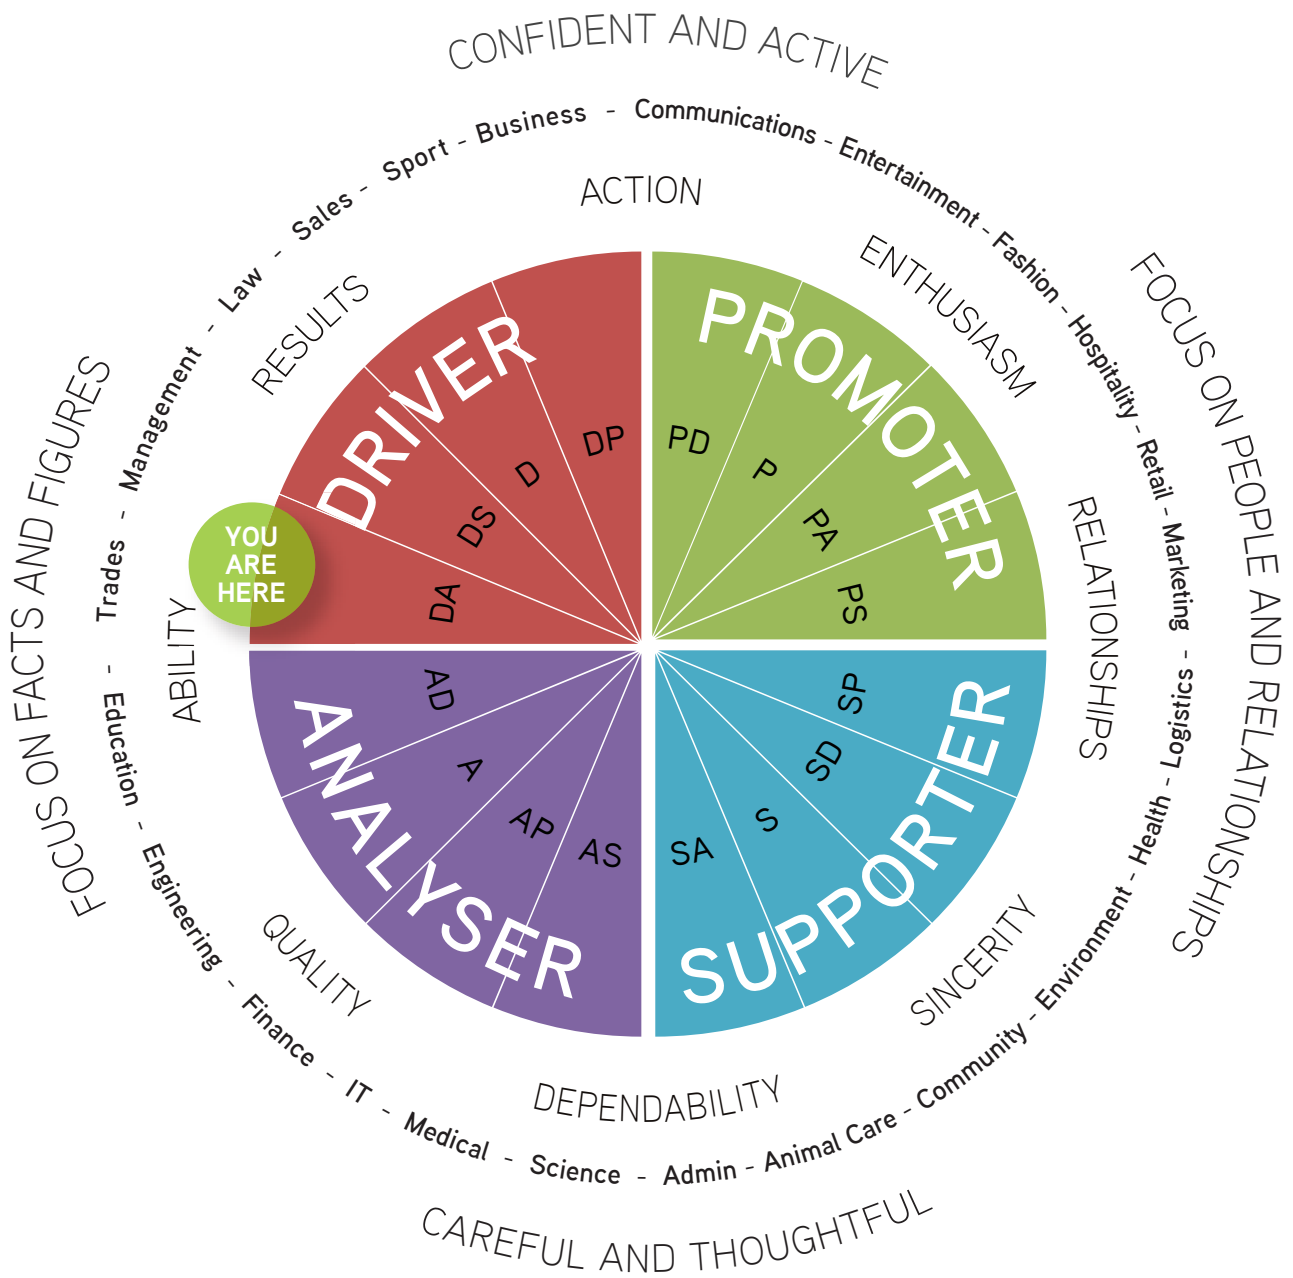 CONFIDENT AND ACTIVE
Sport - Business - Communications - Entertainment - Fashion - Hospitality - Retail - Marketing - Logistics - Health - Environment - Community - Animal Care - Admin - Science - Medical - IT - Finance - Engineering - Education - Trades - Management - Law - Sales -
ACTION
ENTHUSIASM
RELATIONSHIPS
SINCERITY
DEPENDABILITY
QUALITY
ABILITY
RESULTS
FOCUS ON PEOPLE AND RELATIONSHIPS
FOCUS ON FACTS AND FIGURES
DRIVER
DA
DS
D
DP
PROMOTER
PD
P
PA
PS
YOU
ARE
HERE
ANALYSER
AD
A
AP
AS
SUPPORTER
SP
SD
S
SA
CAREFUL AND THOUGHTFUL